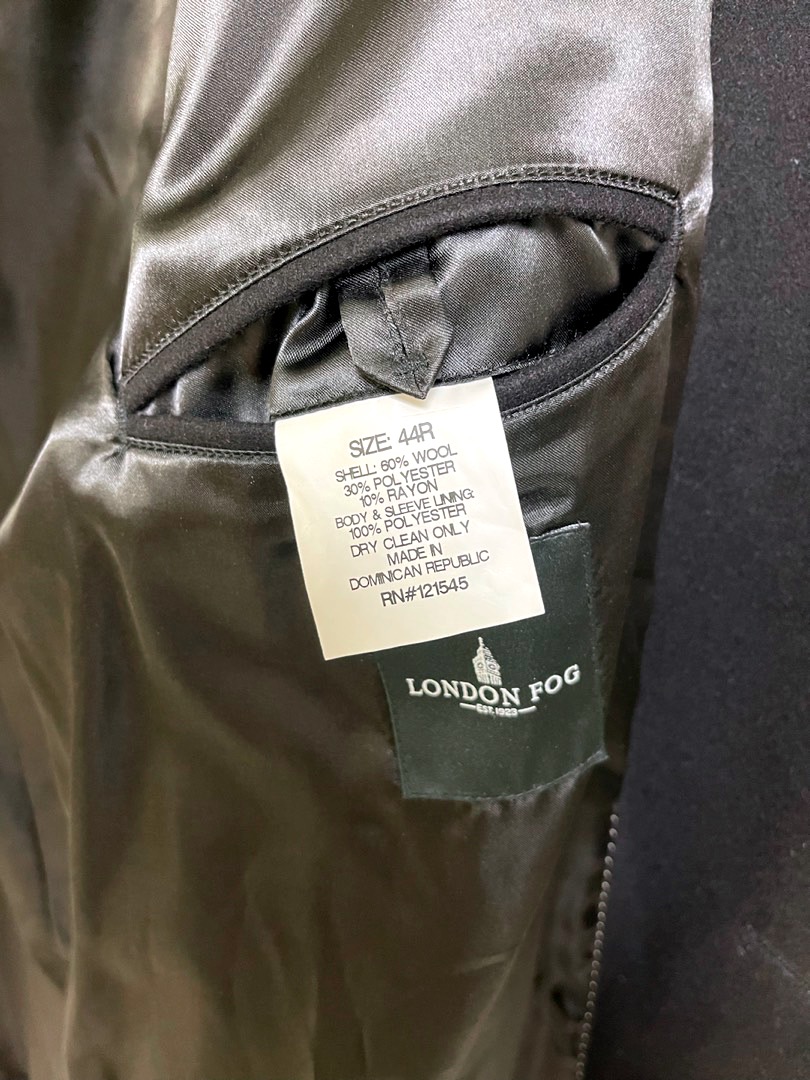 SIZE: 44R
SHELL: 60% WOOL
30% POLYESTER
10% RAYON
BODY & SLEEVE LINING:
100% POLYESTER
DRY CLEAN ONLY
MADE IN
DOMINICAN REPUBLIC
RN#121545
LONDON FOG
EST. 1923